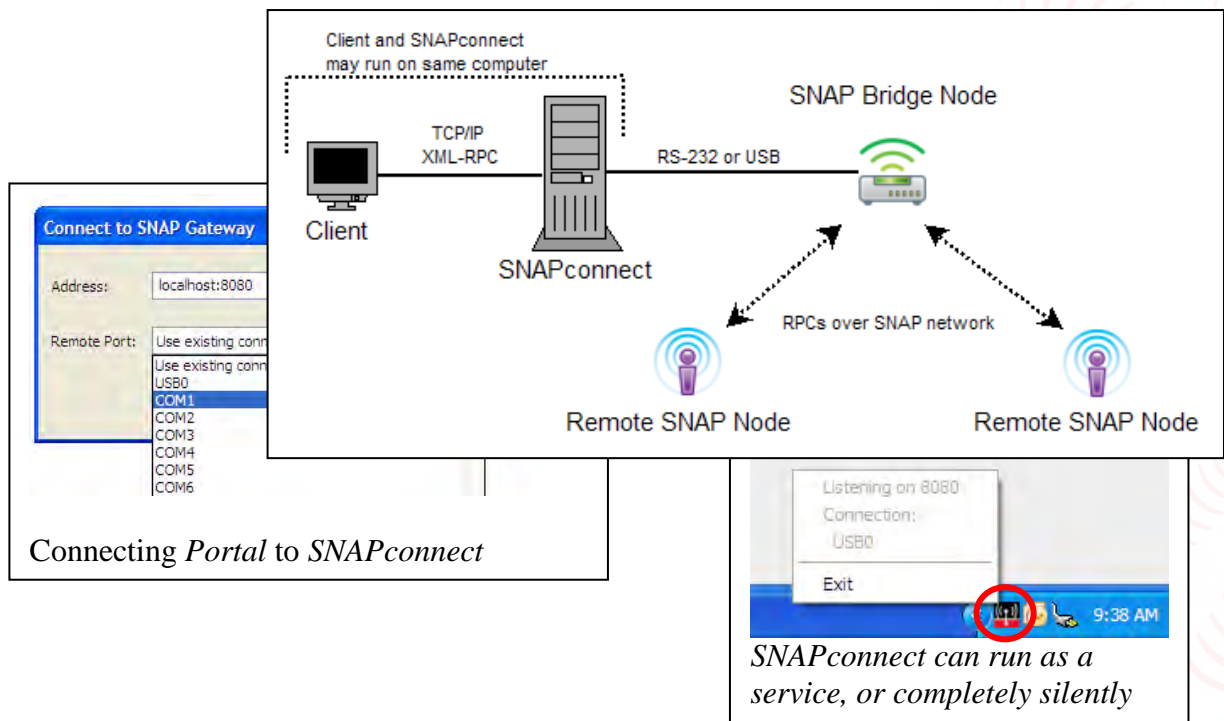 Client and SNAPconnect
may run on same computer
SNAP Bridge Node
TCP/IP
XML-RPC
RS-232 or USB
Client
SNAPconnect
RPCs over SNAP network
Remote SNAP Node
Remote SNAP Node
Connect to SNAP Gateway
Address:
localhost:8080
Remote Port:
Use existing
Use existing
USB0
COM1
COM2
COM3
COM4
COM5
COM6
Connecting Portal to SNAPconnect
Listening on 8080
Connection:
USB0
Exit
9:38 AM
SNAPconnect can run as a
service, or completely silently